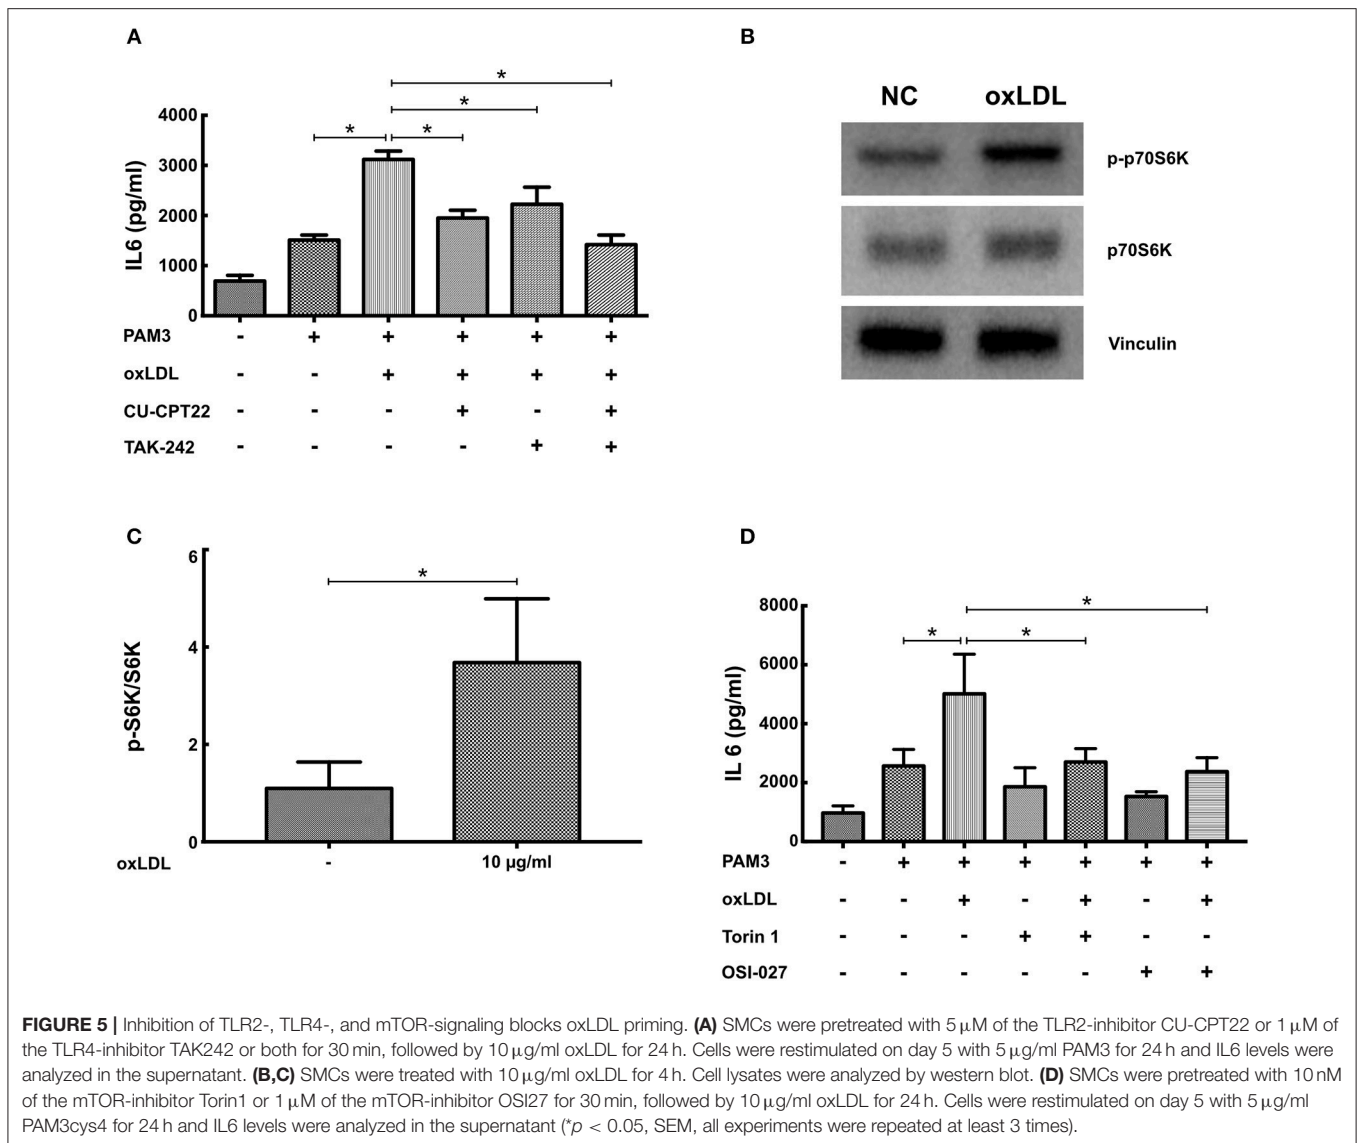 A
*
*
* *
4000
3000
2000
1000
0
IL6 (pg/ml)
PAM3 - + + + + +
oxLDL - - + + + +
CU-CPT22 - - - + - +
TAK-242 - - - - + +
B
NC oxLDL
p-p70S6K
p70S6K
Vinculin
C
*
6
4
2
0
p-S6K/S6K
oxLDL - 10 µg/ml
D
*
* *
8000
6000
4000
2000
0
IL 6 (pg/ml)
PAM3 - + + + + + +
oxLDL - - + - + - +
Torin 1 - - - + + - -
OSI-027 - - - - - + +
FIGURE 5 | Inhibition of TLR2-, TLR4-, and mTOR-signaling blocks oxLDL priming. (A) SMCs were pretreated with 5 µM of the TLR2-inhibitor CU-CPT22 or 1 µM of
the TLR4-inhibitor TAK242 or both for 30 min, followed by 10 µg/ml oxLDL for 24 h. Cells were restimulated on day 5 with 5 µg/ml PAM3 for 24 h and IL6 levels were
analyzed in the supernatant. (B,C) SMCs were treated with 10 µg/ml oxLDL for 4 h. Cell lysates were analyzed by western blot. (D) SMCs were pretreated with 10 nM
of the mTOR-inhibitor Torin1 or 1 µM of the mTOR-inhibitor OSI27 for 30 min, followed by 10 µg/ml oxLDL for 24 h. Cells were restimulated on day 5 with 5 µg/ml
PAM3cys4 for 24 h and IL6 levels were analyzed in the supernatant (*p < 0.05, SEM, all experiments were repeated at least 3 times).